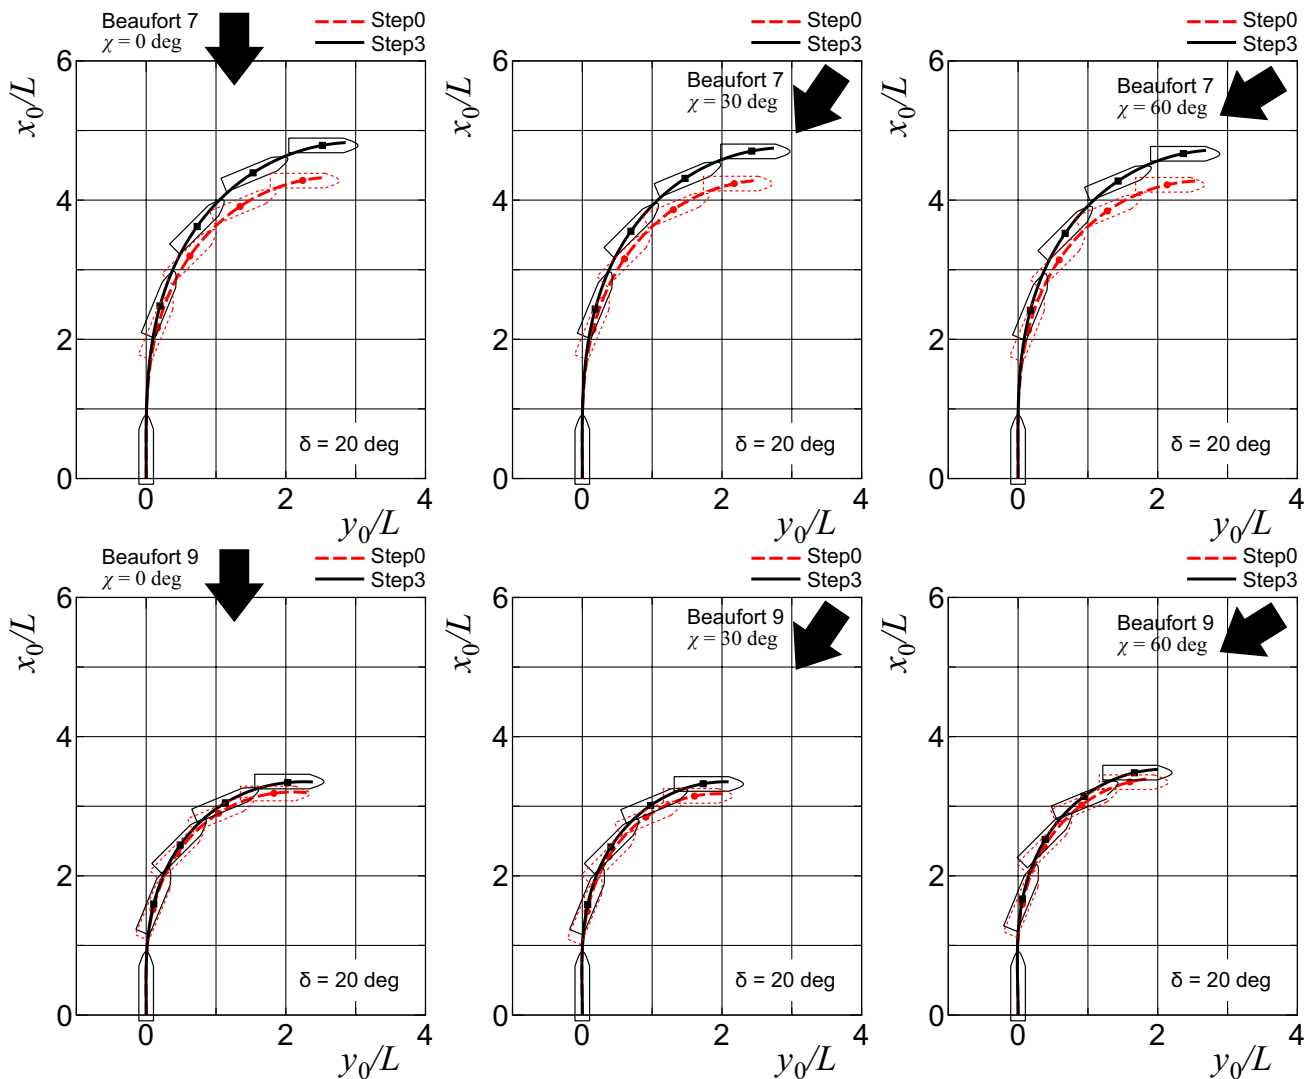 Beaufort 7
χ = 0 deg
Step0
Step3
6
4
2
0
x₀/L
δ = 20 deg
0
2
4
y₀/L
Beaufort 7
χ = 30 deg
Step0
Step3
6
4
2
0
x₀/L
δ = 20 deg
0
2
4
y₀/L
Beaufort 7
χ = 60 deg
Step0
Step3
6
4
2
0
x₀/L
δ = 20 deg
0
2
4
y₀/L
Beaufort 9
χ = 0 deg
Step0
Step3
6
4
2
0
x₀/L
δ = 20 deg
0
2
4
y₀/L
Beaufort 9
χ = 30 deg
Step0
Step3
6
4
2
0
x₀/L
δ = 20 deg
0
2
4
y₀/L
Beaufort 9
χ = 60 deg
Step0
Step3
6
4
2
0
x₀/L
δ = 20 deg
0
2
4
y₀/L